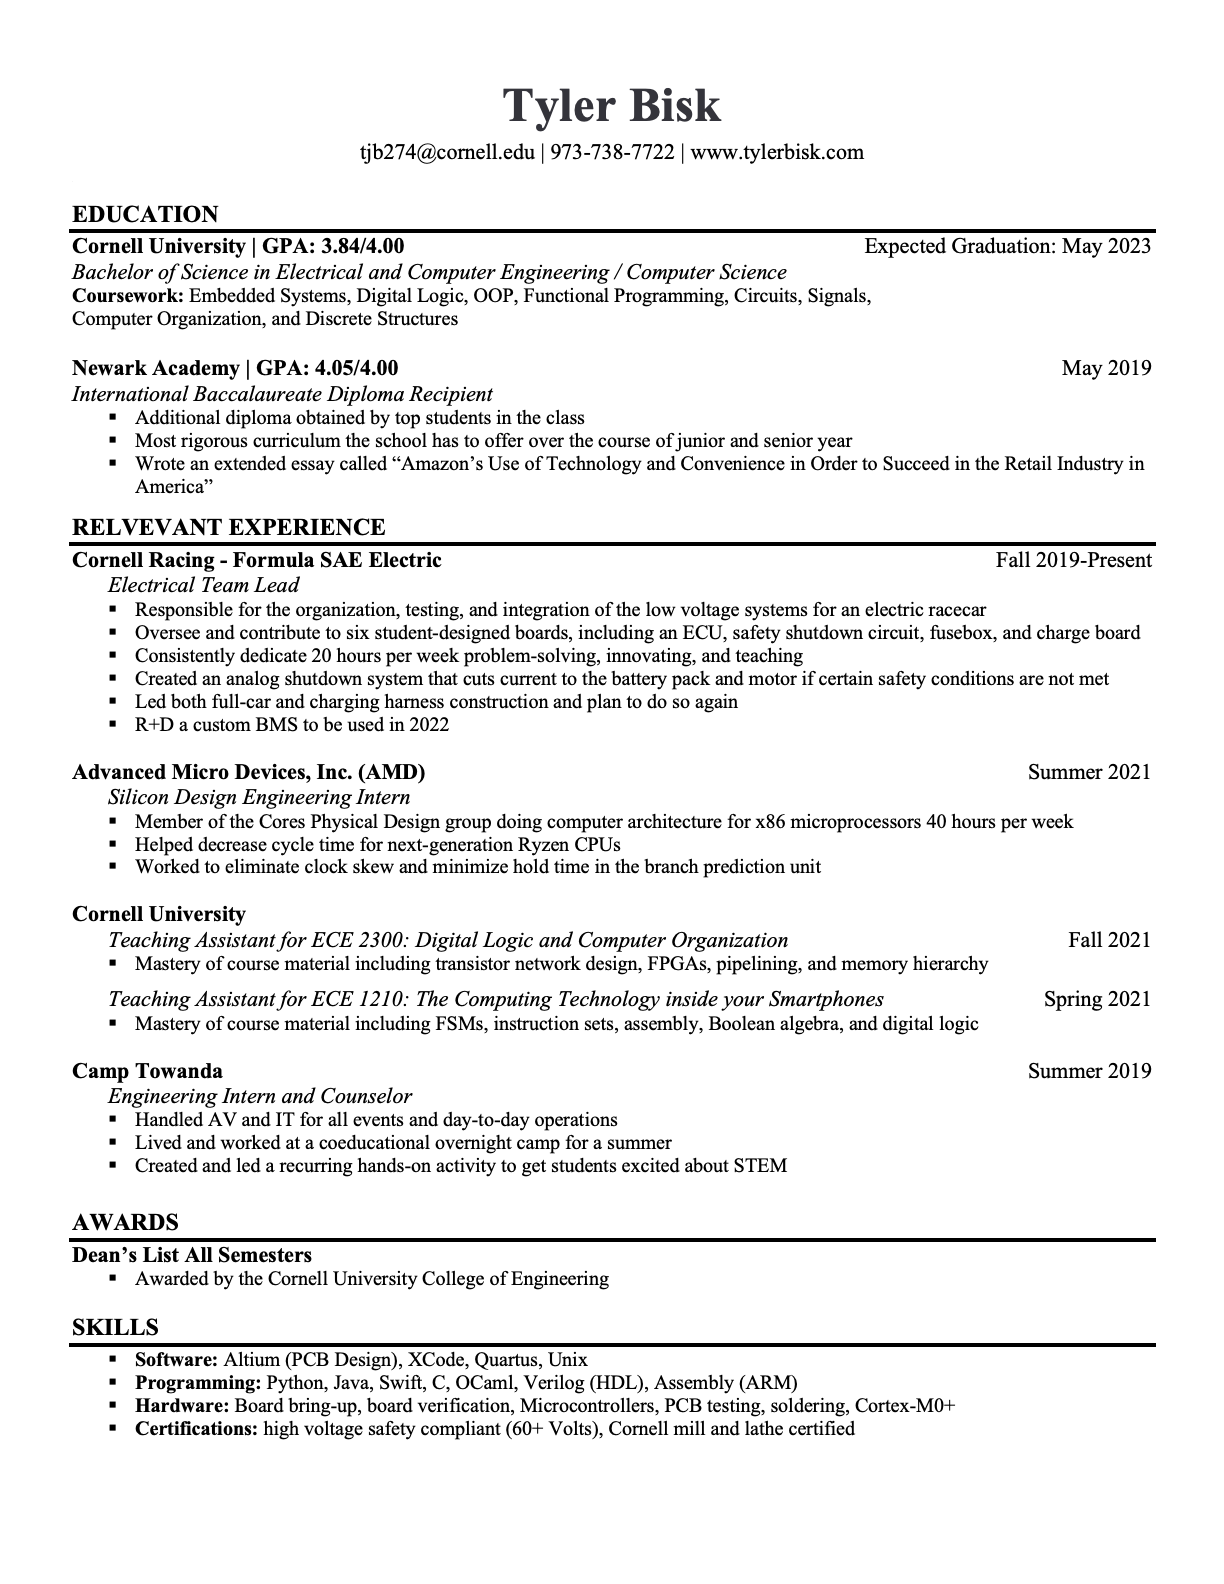 Tyler Bisk
tjb274@cornell.edu | 973-738-7722 | www.tylerbisk.com
EDUCATION
Cornell University | GPA: 3.84/4.00 Expected Graduation: May 2023
Bachelor of Science in Electrical and Computer Engineering / Computer Science
Coursework: Embedded Systems, Digital Logic, OOP, Functional Programming, Circuits, Signals,
Computer Organization, and Discrete Structures
Newark Academy | GPA: 4.05/4.00 May 2019
International Baccalaureate Diploma Recipient
▪ Additional diploma obtained by top students in the class
▪ Most rigorous curriculum the school has to offer over the course of junior and senior year
▪ Wrote an extended essay called “Amazon’s Use of Technology and Convenience in Order to Succeed in the Retail Industry in
America”
RELVEVANT EXPERIENCE
Cornell Racing - Formula SAE Electric Fall 2019-Present
Electrical Team Lead
▪ Responsible for the organization, testing, and integration of the low voltage systems for an electric racecar
▪ Oversee and contribute to six student-designed boards, including an ECU, safety shutdown circuit, fusebox, and charge board
▪ Consistently dedicate 20 hours per week problem-solving, innovating, and teaching
▪ Created an analog shutdown system that cuts current to the battery pack and motor if certain safety conditions are not met
▪ Led both full-car and charging harness construction and plan to do so again
▪ R+D a custom BMS to be used in 2022
Advanced Micro Devices, Inc. (AMD) Summer 2021
Silicon Design Engineering Intern
▪ Member of the Cores Physical Design group doing computer architecture for x86 microprocessors 40 hours per week
▪ Helped decrease cycle time for next-generation Ryzen CPUs
▪ Worked to eliminate clock skew and minimize hold time in the branch prediction unit
Cornell University
Teaching Assistant for ECE 2300: Digital Logic and Computer Organization Fall 2021
▪ Mastery of course material including transistor network design, FPGAs, pipelining, and memory hierarchy
Teaching Assistant for ECE 1210: The Computing Technology inside your Smartphones Spring 2021
▪ Mastery of course material including FSMs, instruction sets, assembly, Boolean algebra, and digital logic
Camp Towanda Summer 2019
Engineering Intern and Counselor
▪ Handled AV and IT for all events and day-to-day operations
▪ Lived and worked at a coeducational overnight camp for a summer
▪ Created and led a recurring hands-on activity to get students excited about STEM
AWARDS
Dean’s List All Semesters
▪ Awarded by the Cornell University College of Engineering
SKILLS
▪ Software: Altium (PCB Design), XCode, Quartus, Unix
▪ Programming: Python, Java, Swift, C, OCaml, Verilog (HDL), Assembly (ARM)
▪ Hardware: Board bring-up, board verification, Microcontrollers, PCB testing, soldering, Cortex-M0+
▪ Certifications: high voltage safety compliant (60+ Volts), Cornell mill and lathe certified